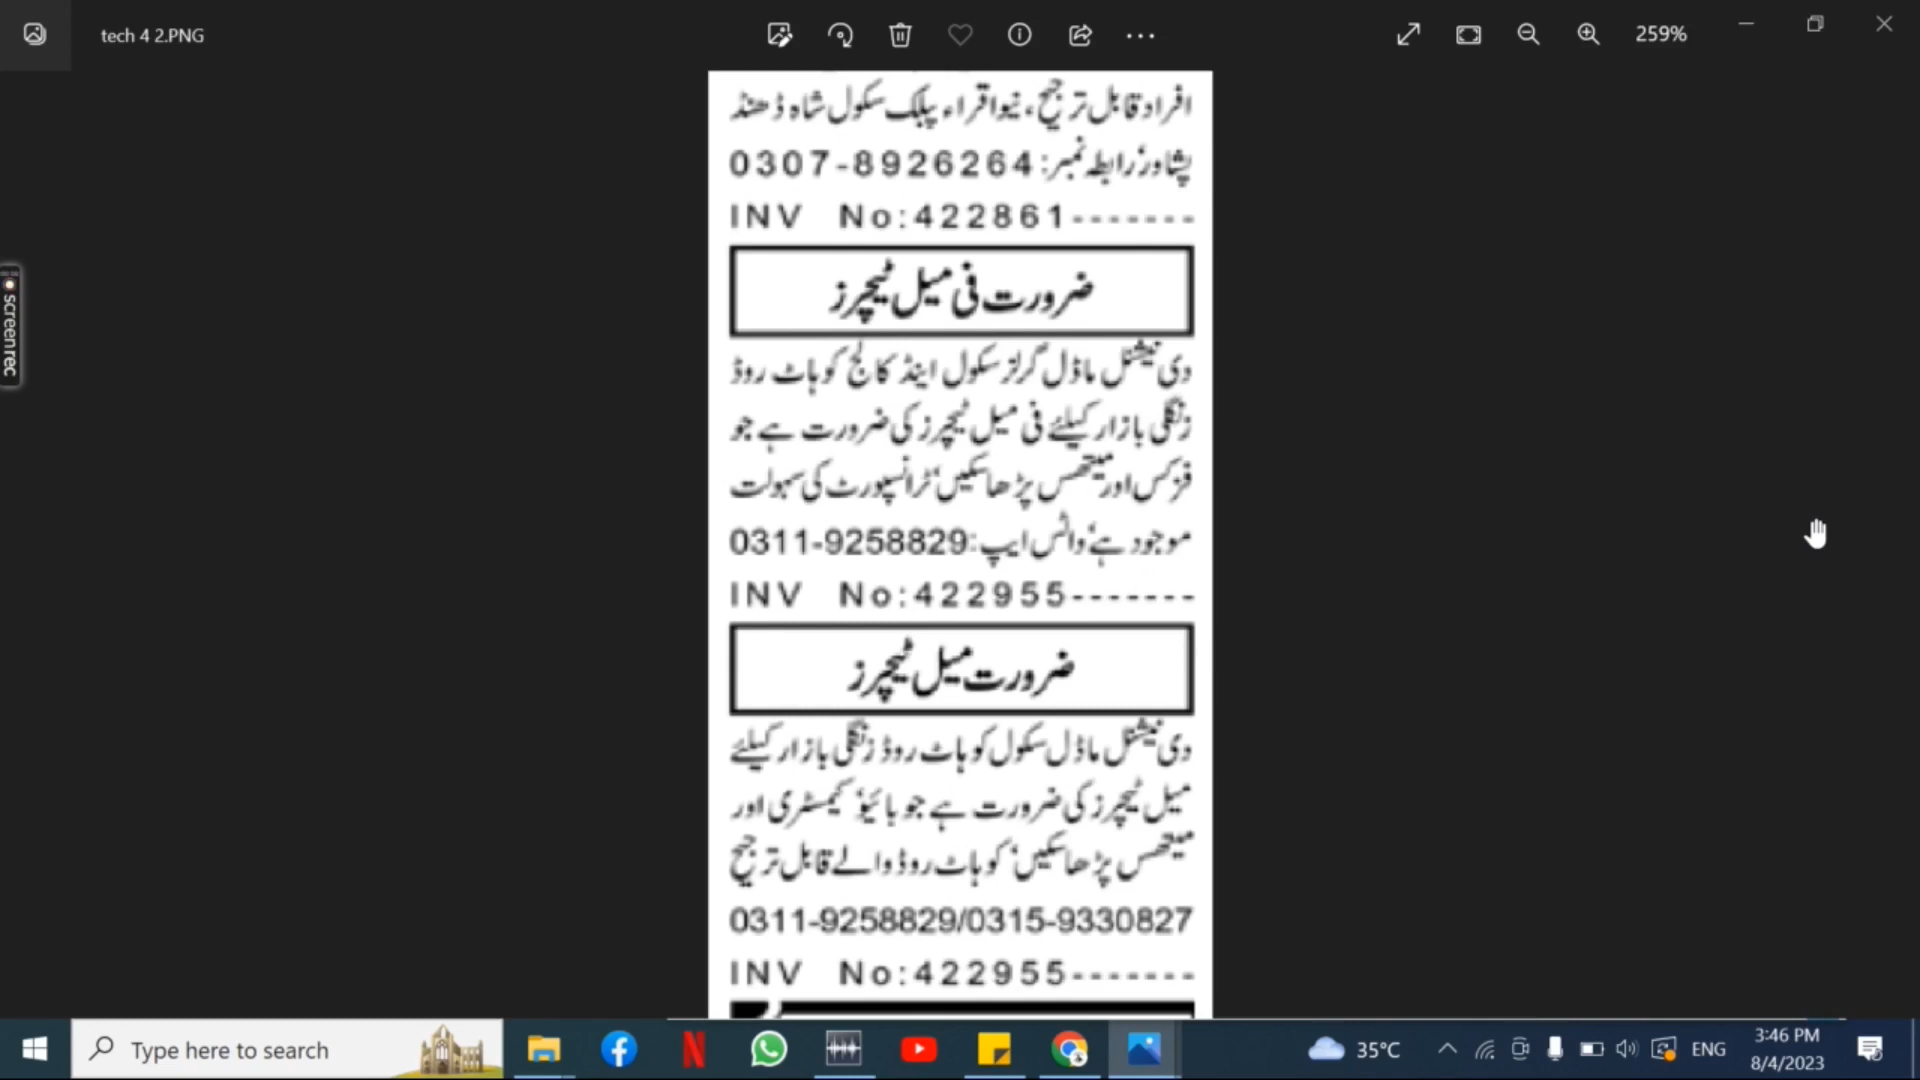 tech 4 2.PNG
259%
افراد قابل ترجیح، نیو اقراء پبلک سکول شاہ ڈھنڈ
پشاور' رابطہ نمبر: 0307-8926264
INV No:422861-------
ضرورت فی میل ٹیچرز
دی نیشنل ماڈل گرلز سکول اینڈ کالج کوہاٹ روڈ
زنگلی بازار کیلئے فی میل ٹیچرز کی ضرورت ہے جو
فزکس اور میتھس پڑھا سکیں' ٹرانسپورٹ کی سہولت
موجود ہے' واٹس ایپ: 0311-9258829
INV No:422955-------
ضرورت میل ٹیچرز
دی نیشنل ماڈل سکول کوہاٹ روڈ زنگلی بازار کیلئے
میل ٹیچرز کی ضرورت ہے جو بائیو' کیمسٹری اور
میتھس پڑھا سکیں' کوہاٹ روڈ والے قابل ترجیح
0311-9258829/0315-9330827
INV No:422955-------
screenrec
Type here to search
35°C
ENG
3:46 PM
8/4/2023